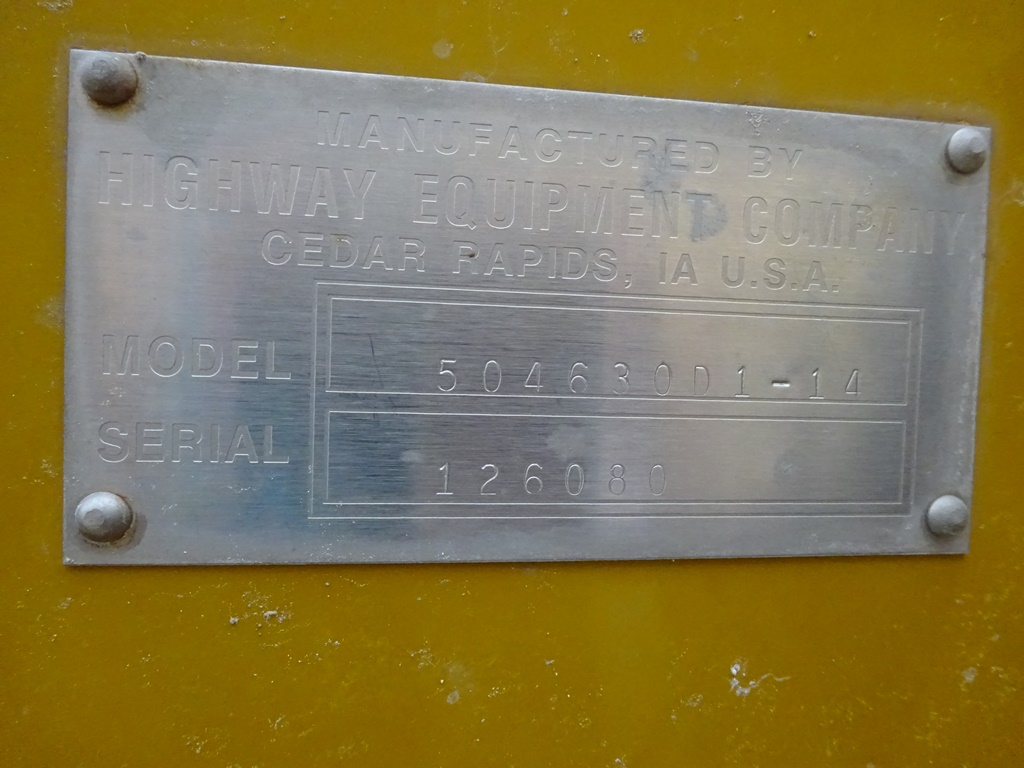 MANUFACTURED BY
HIGHWAY EQUIPMENT COMPANY
CEDAR RAPIDS, IA U.S.A.
MODEL 504630D1-14
SERIAL 126080